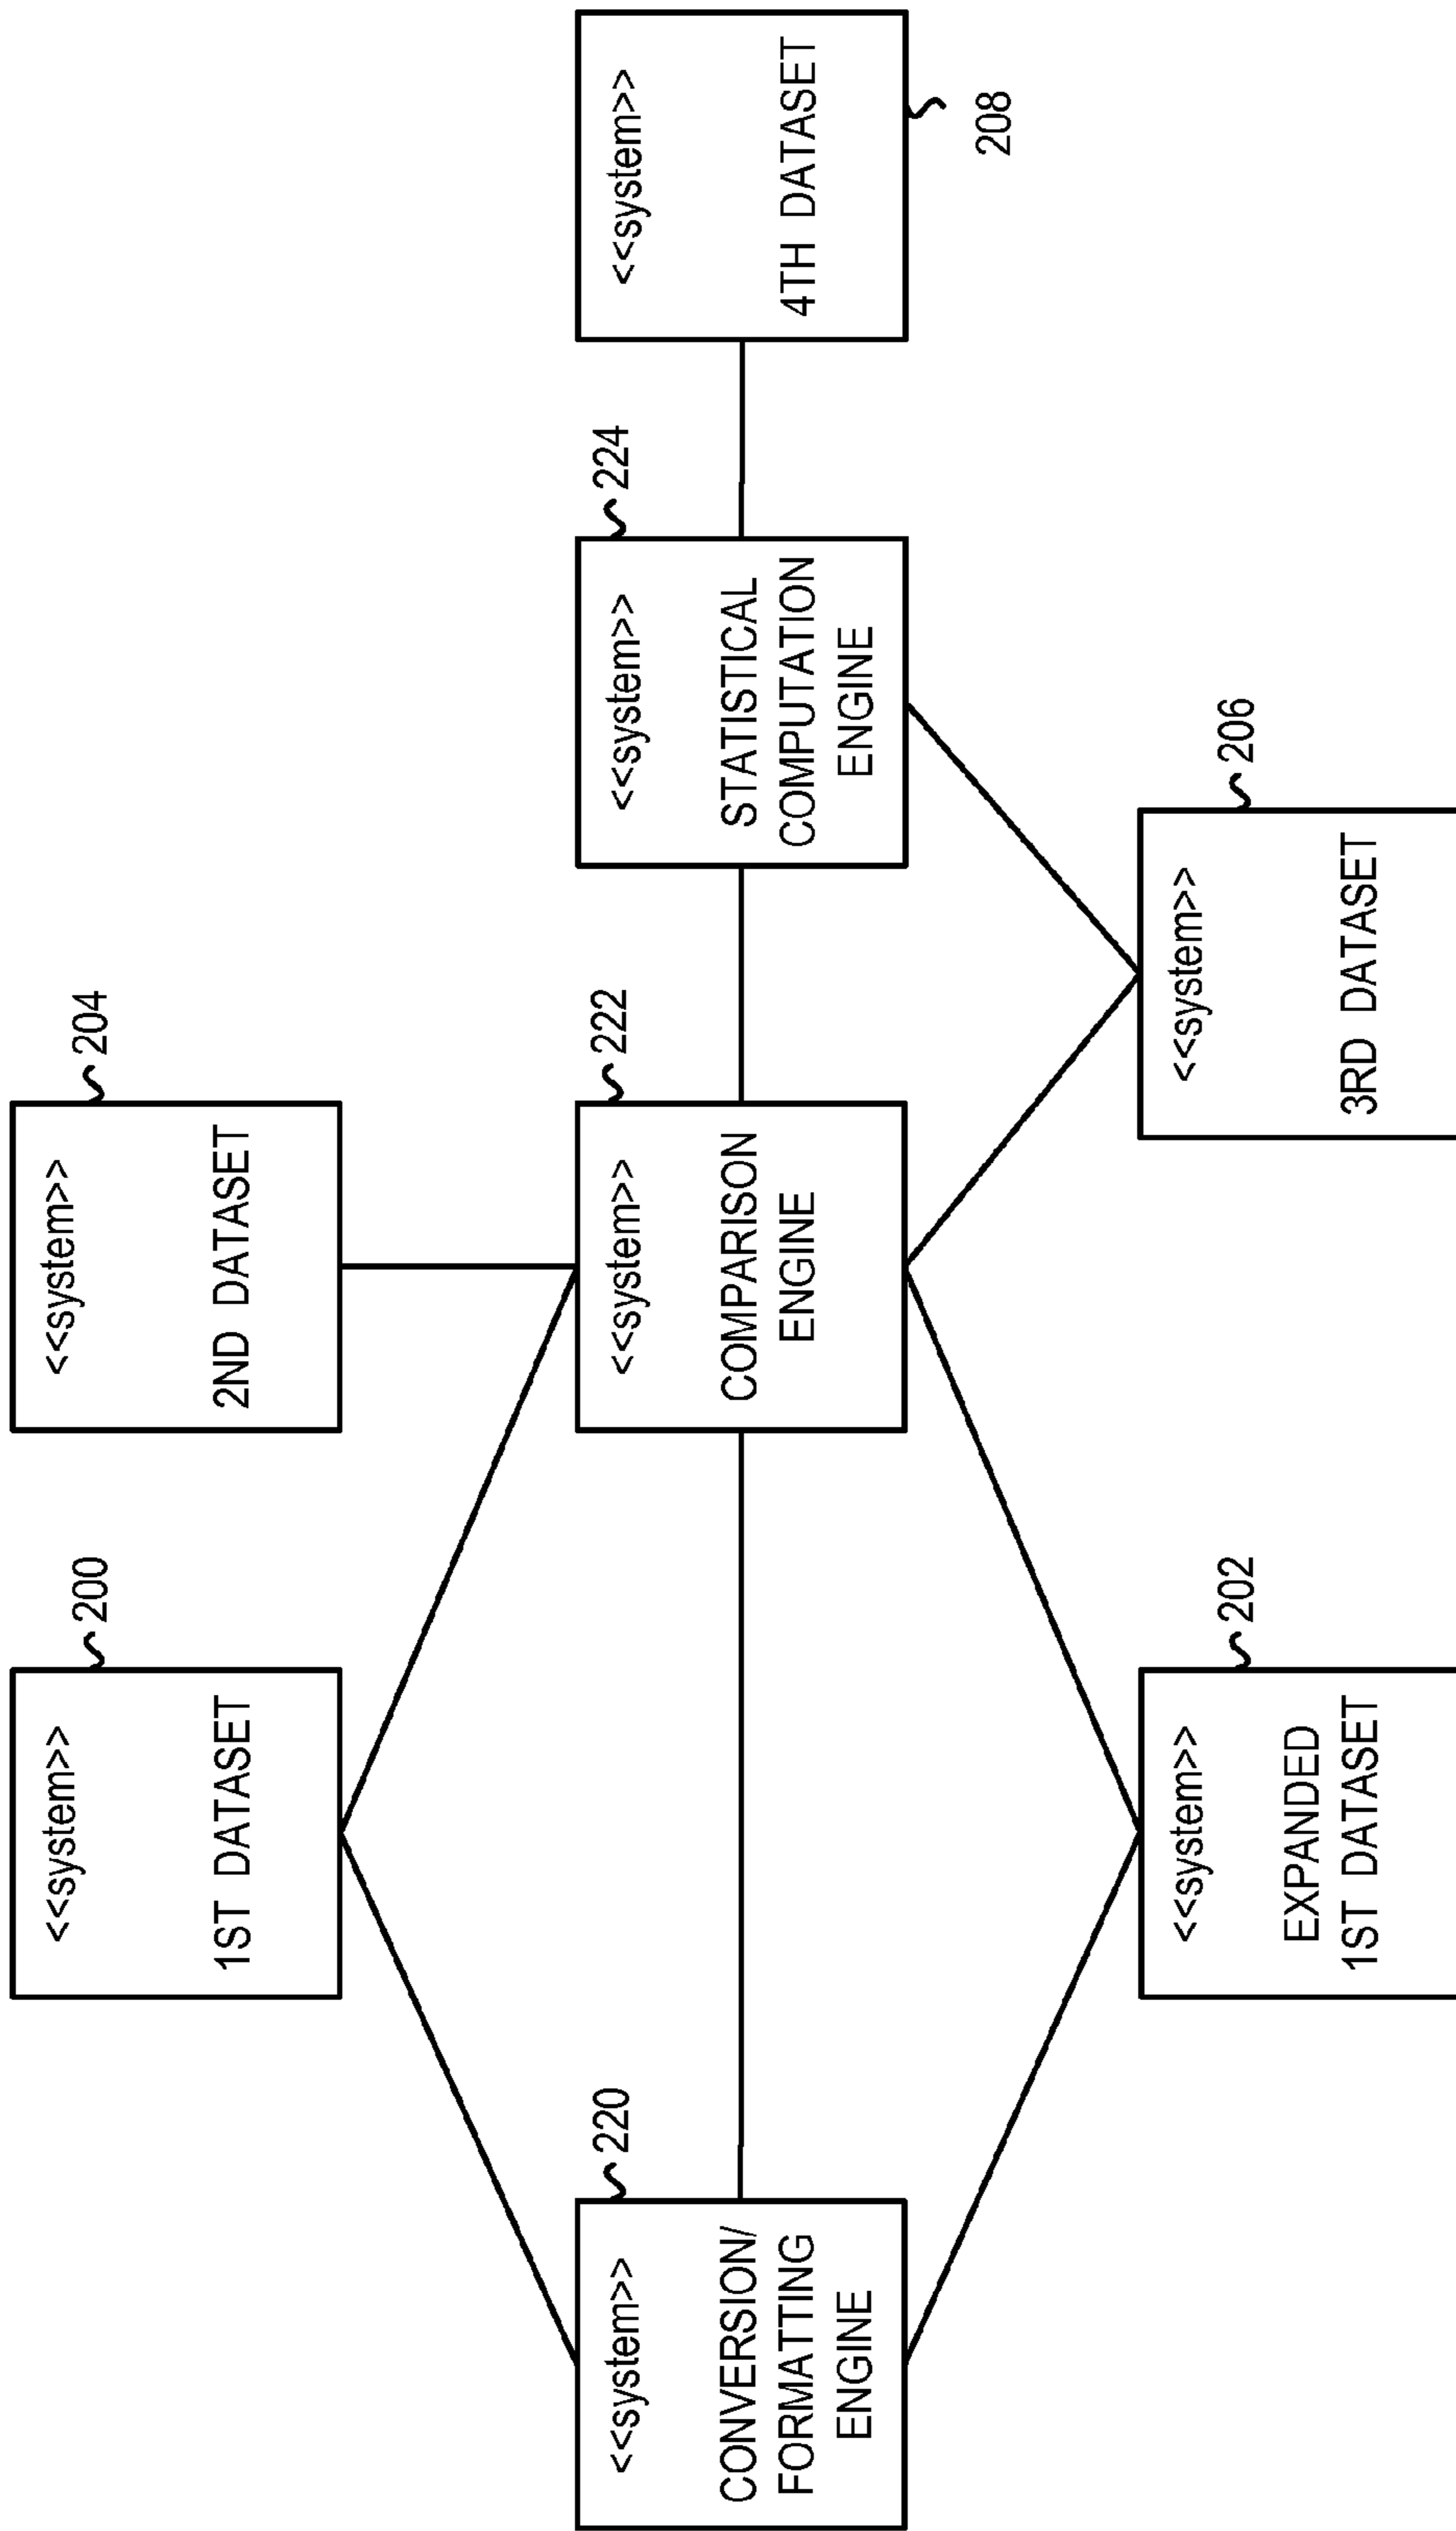 <<system>>
1ST DATASET
200
<<system>>
2ND DATASET
204
<<system>>
CONVERSION/
FORMATTING
ENGINE
220
<<system>>
COMPARISON
ENGINE
222
<<system>>
STATISTICAL
COMPUTATION
ENGINE
224
<<system>>
4TH DATASET
208
<<system>>
EXPANDED
1ST DATASET
202
<<system>>
3RD DATASET
206